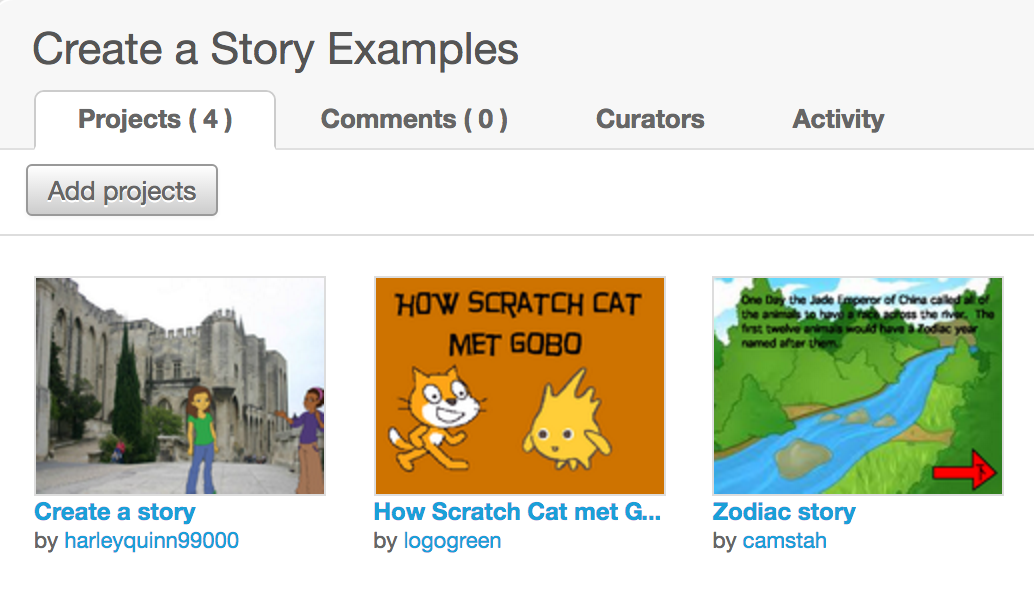 Create a Story Examples
Projects ( 4 )
Comments ( 0 )
Curators
Activity
Add projects
HOW SCRATCH CAT
MET GOBO
One Day the Jade Emperor of China called all of
the animals to have a race across the river. The
first twelve animals would have a Zodiac year
named after them.
Create a story
by harleyquinn99000
How Scratch Cat met G...
by logogreen
Zodiac story
by camstah